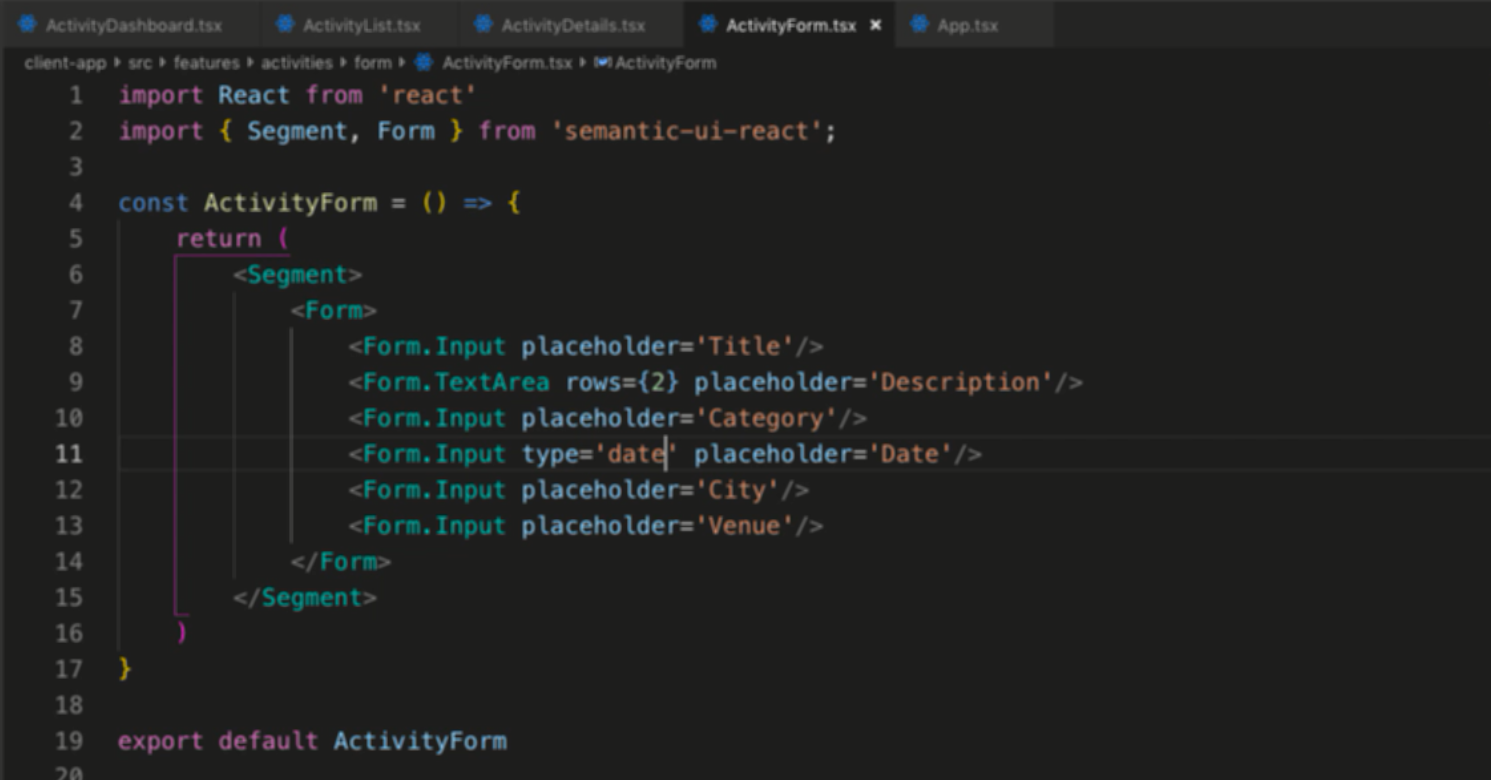 ActivityDashboard.tsx ActivityList.tsx ActivityDetails.tsx ActivityForm.tsx × App.tsx
client-app › src › features › activities › form › ActivityForm.tsx › ActivityForm
1 import React from 'react'
2 import { Segment, Form } from 'semantic-ui-react';
3
4 const ActivityForm = () => {
5     return (
6         <Segment>
7             <Form>
8                 <Form.Input placeholder='Title'/>
9                 <Form.TextArea rows={2} placeholder='Description'/>
10                 <Form.Input placeholder='Category'/>
11                 <Form.Input type='date' placeholder='Date'/>
12                 <Form.Input placeholder='City'/>
13                 <Form.Input placeholder='Venue'/>
14             </Form>
15         </Segment>
16     )
17 }
18
19 export default ActivityForm
20